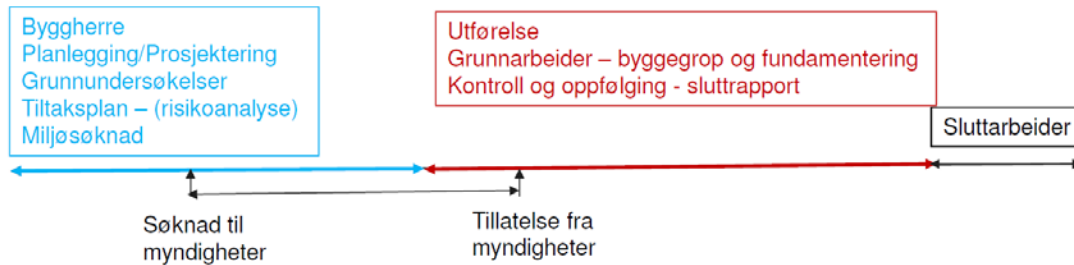 Byggherre
Planlegging/Prosjektering
Grunnundersøkelser
Tiltaksplan – (risikoanalyse)
Miljøsøknad
Utførelse
Grunnarbeider – byggegrop og fundamentering
Kontroll og oppfølging - sluttrapport
Sluttarbeider
Søknad til
myndigheter
Tillatelse fra
myndigheter